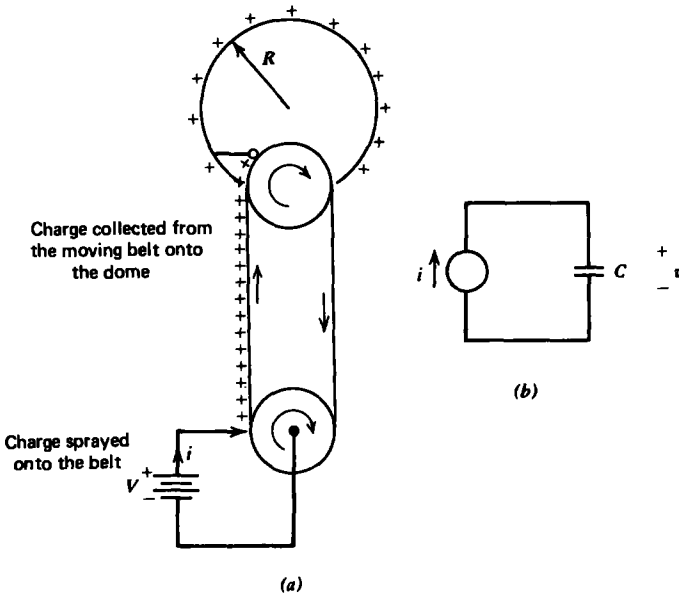 R
Charge collected from
the moving belt onto
the dome
Charge sprayed
onto the belt
i
V
+
−
(a)
i
C
+
−
(b)